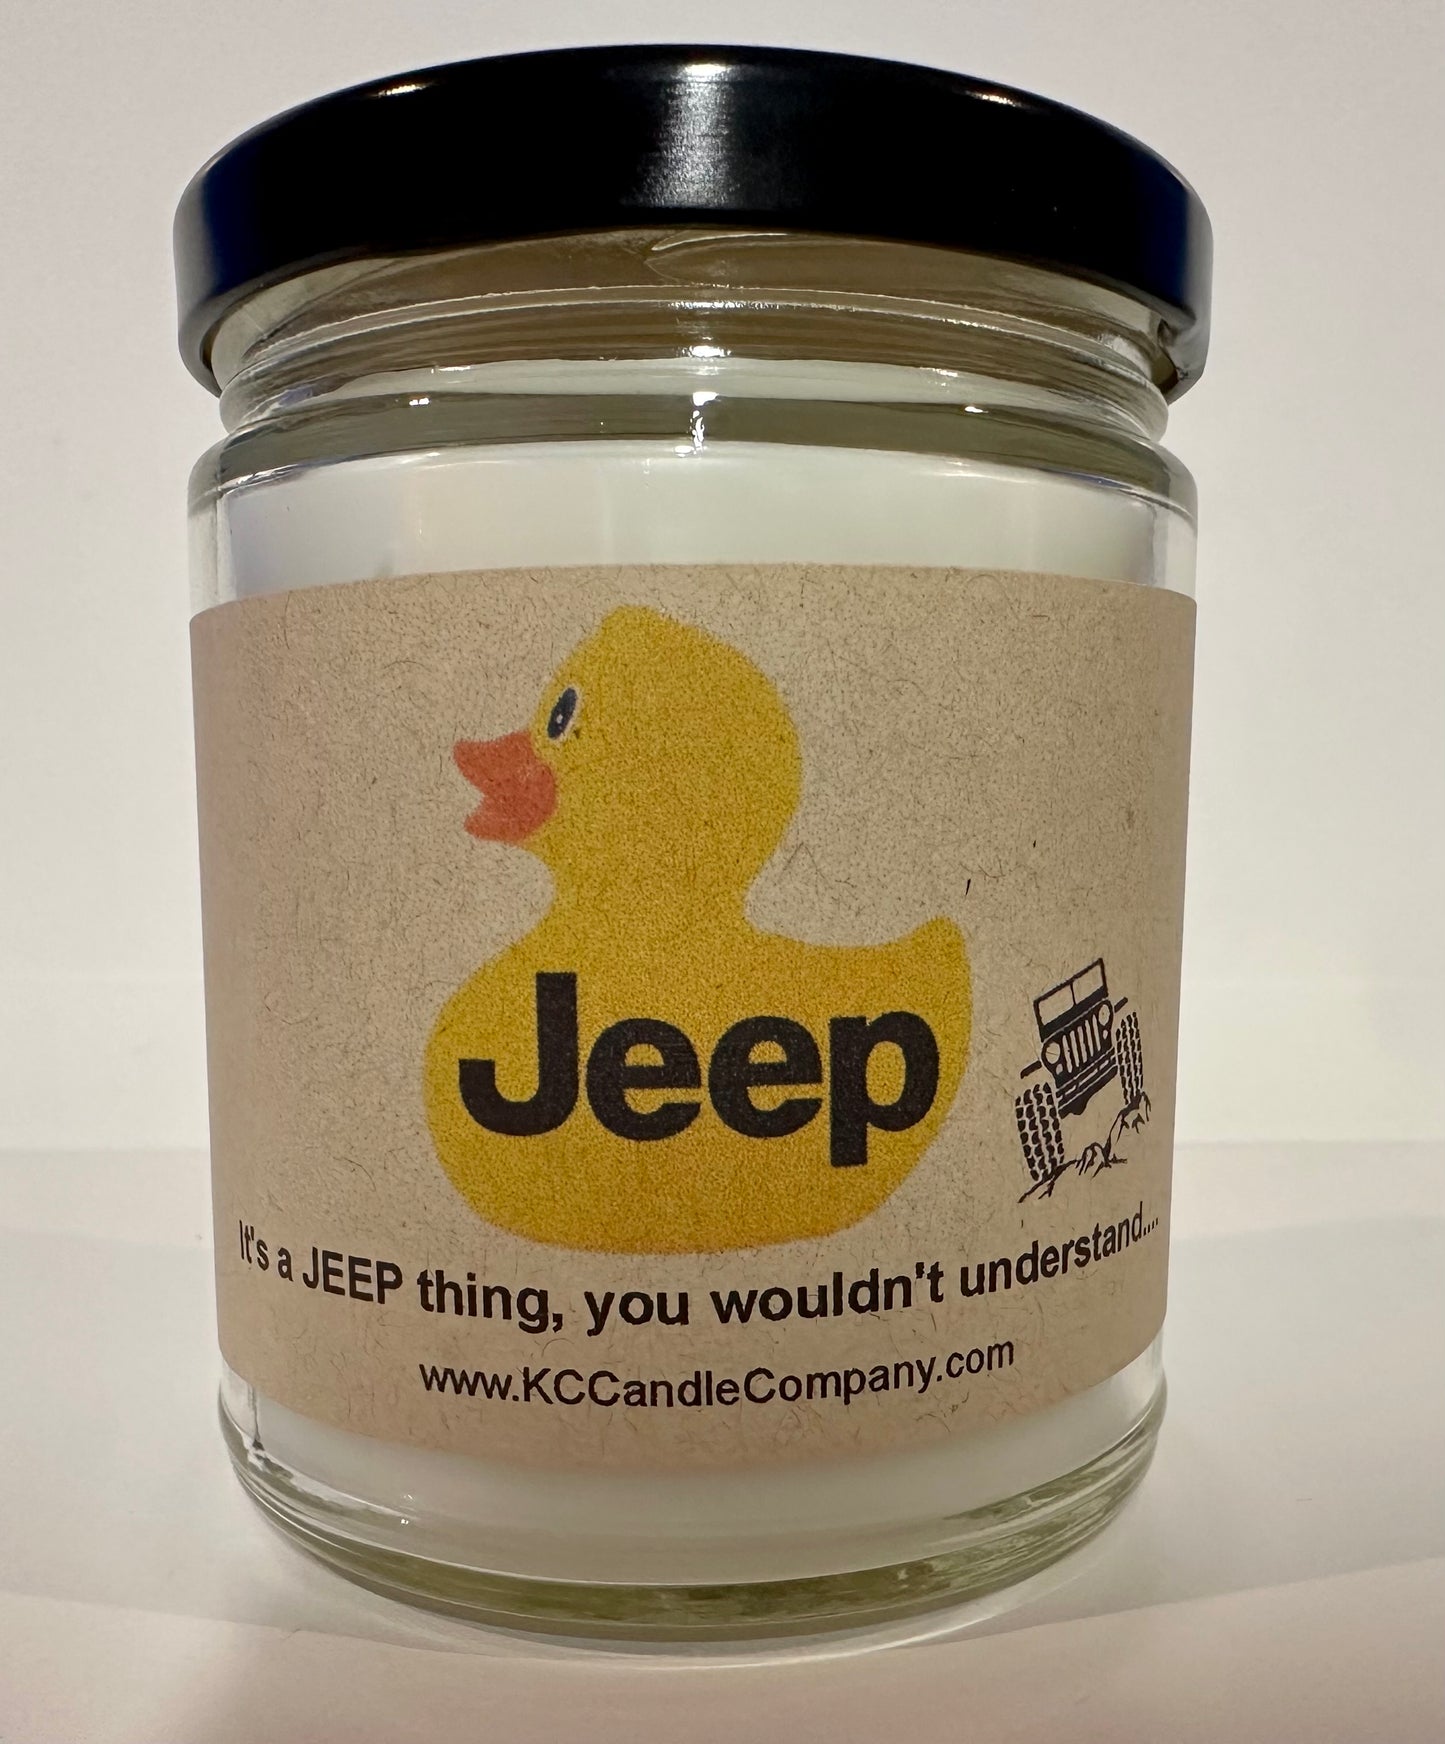 Jeep
It's a JEEP thing, you wouldn't understand....
www.KCCandleCompany.com